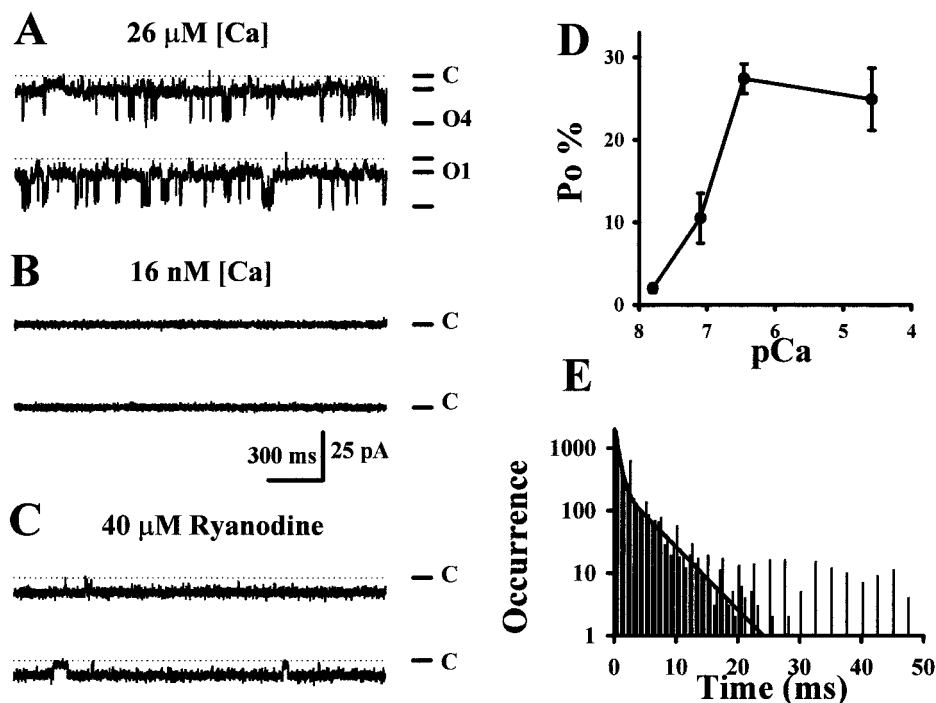 A
26 µM [Ca]
C
O4
O1
B
16 nM [Ca]
C
C
300 ms
25 pA
C
40 µM Ryanodine
C
C
D
Po %
30
20
10
0
8
7
6
5
4
pCa
E
Occurrence
1000
100
10
1
0
10
20
30
40
50
Time (ms)